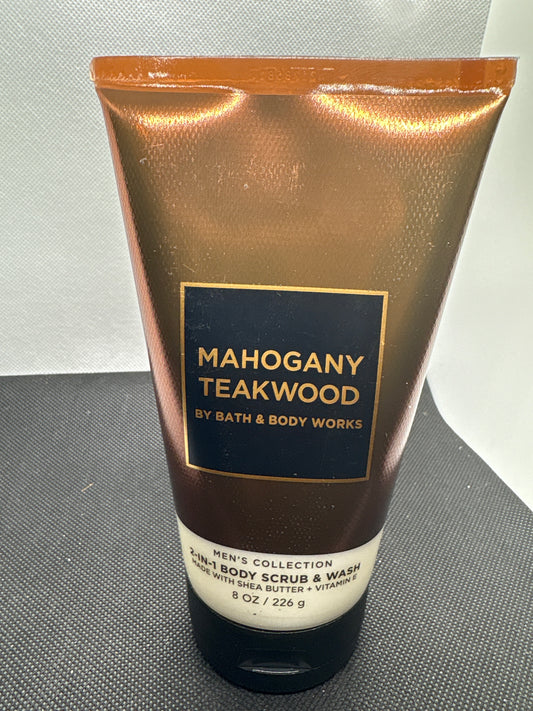 MAHOGANY
TEAKWOOD
BY BATH & BODY WORKS
MEN'S COLLECTION
2-IN-1 BODY SCRUB & WASH
MADE WITH SHEA BUTTER + VITAMIN E
8 OZ / 226 g